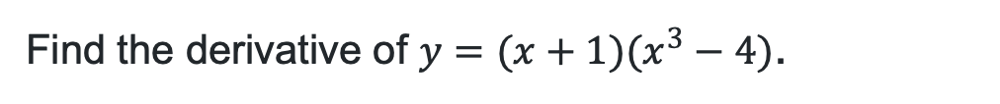 Find the derivative of y = (x + 1)(x³ − 4).